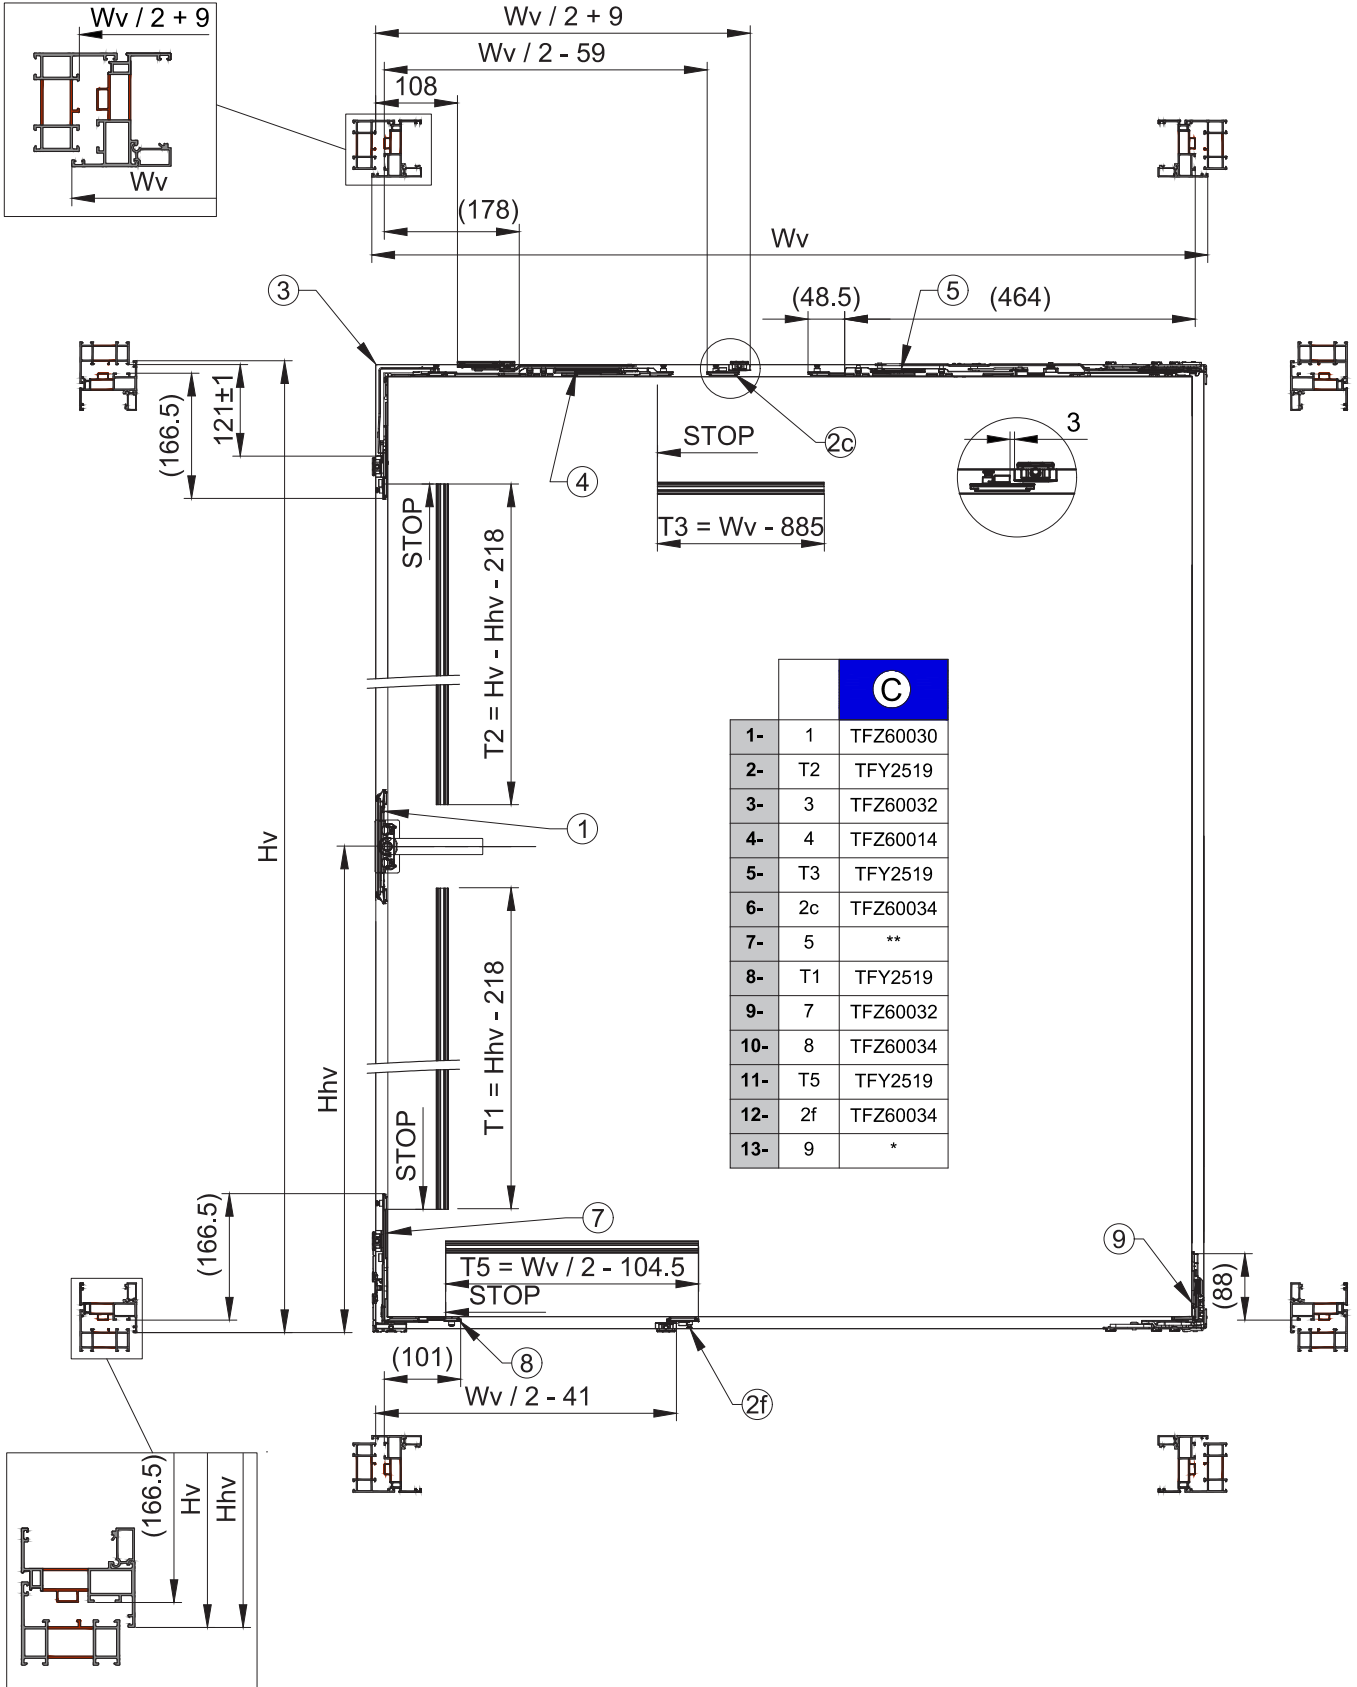 Wv / 2 + 9
Wv
Wv / 2 + 9
Wv / 2 - 59
108
(178)
Wv
3
(48.5)
5
(464)
121±1
(166.5)
STOP
2c
3
4
STOP
T3 = Wv - 885
T2 = Hv - Hhv - 218
C
1- 1 TFZ60030
2- T2 TFY2519
3- 3 TFZ60032
4- 4 TFZ60014
5- T3 TFY2519
6- 2c TFZ60034
7- 5 **
8- T1 TFY2519
9- 7 TFZ60032
10- 8 TFZ60034
11- T5 TFY2519
12- 2f TFZ60034
13- 9 *
1
Hv
Hhv
T1 = Hhv - 218
STOP
(166.5)
7
9
(88)
T5 = Wv / 2 - 104.5
STOP
(101)
8
Wv / 2 - 41
2f
(166.5)
Hv
Hhv